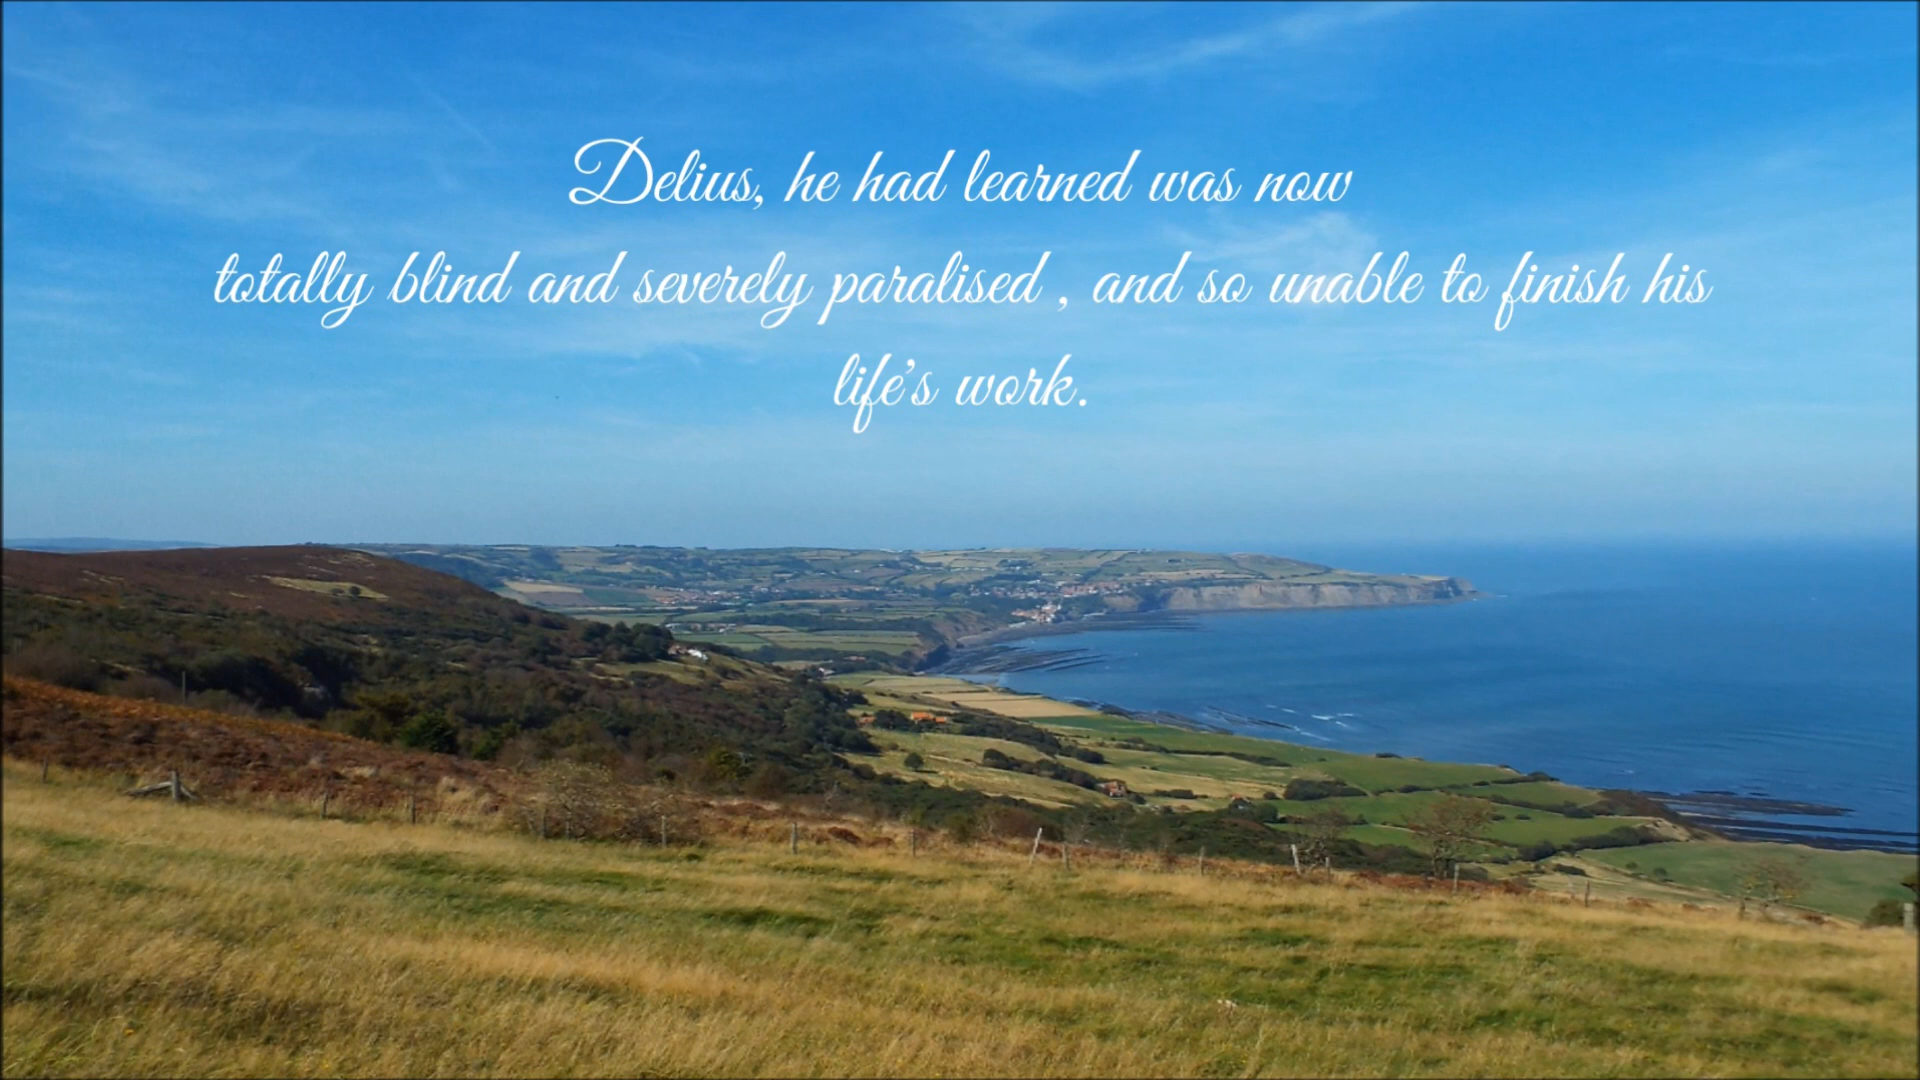 Delius, he had learned was now
totally blind and severely paralised , and so unable to finish his
life's work.